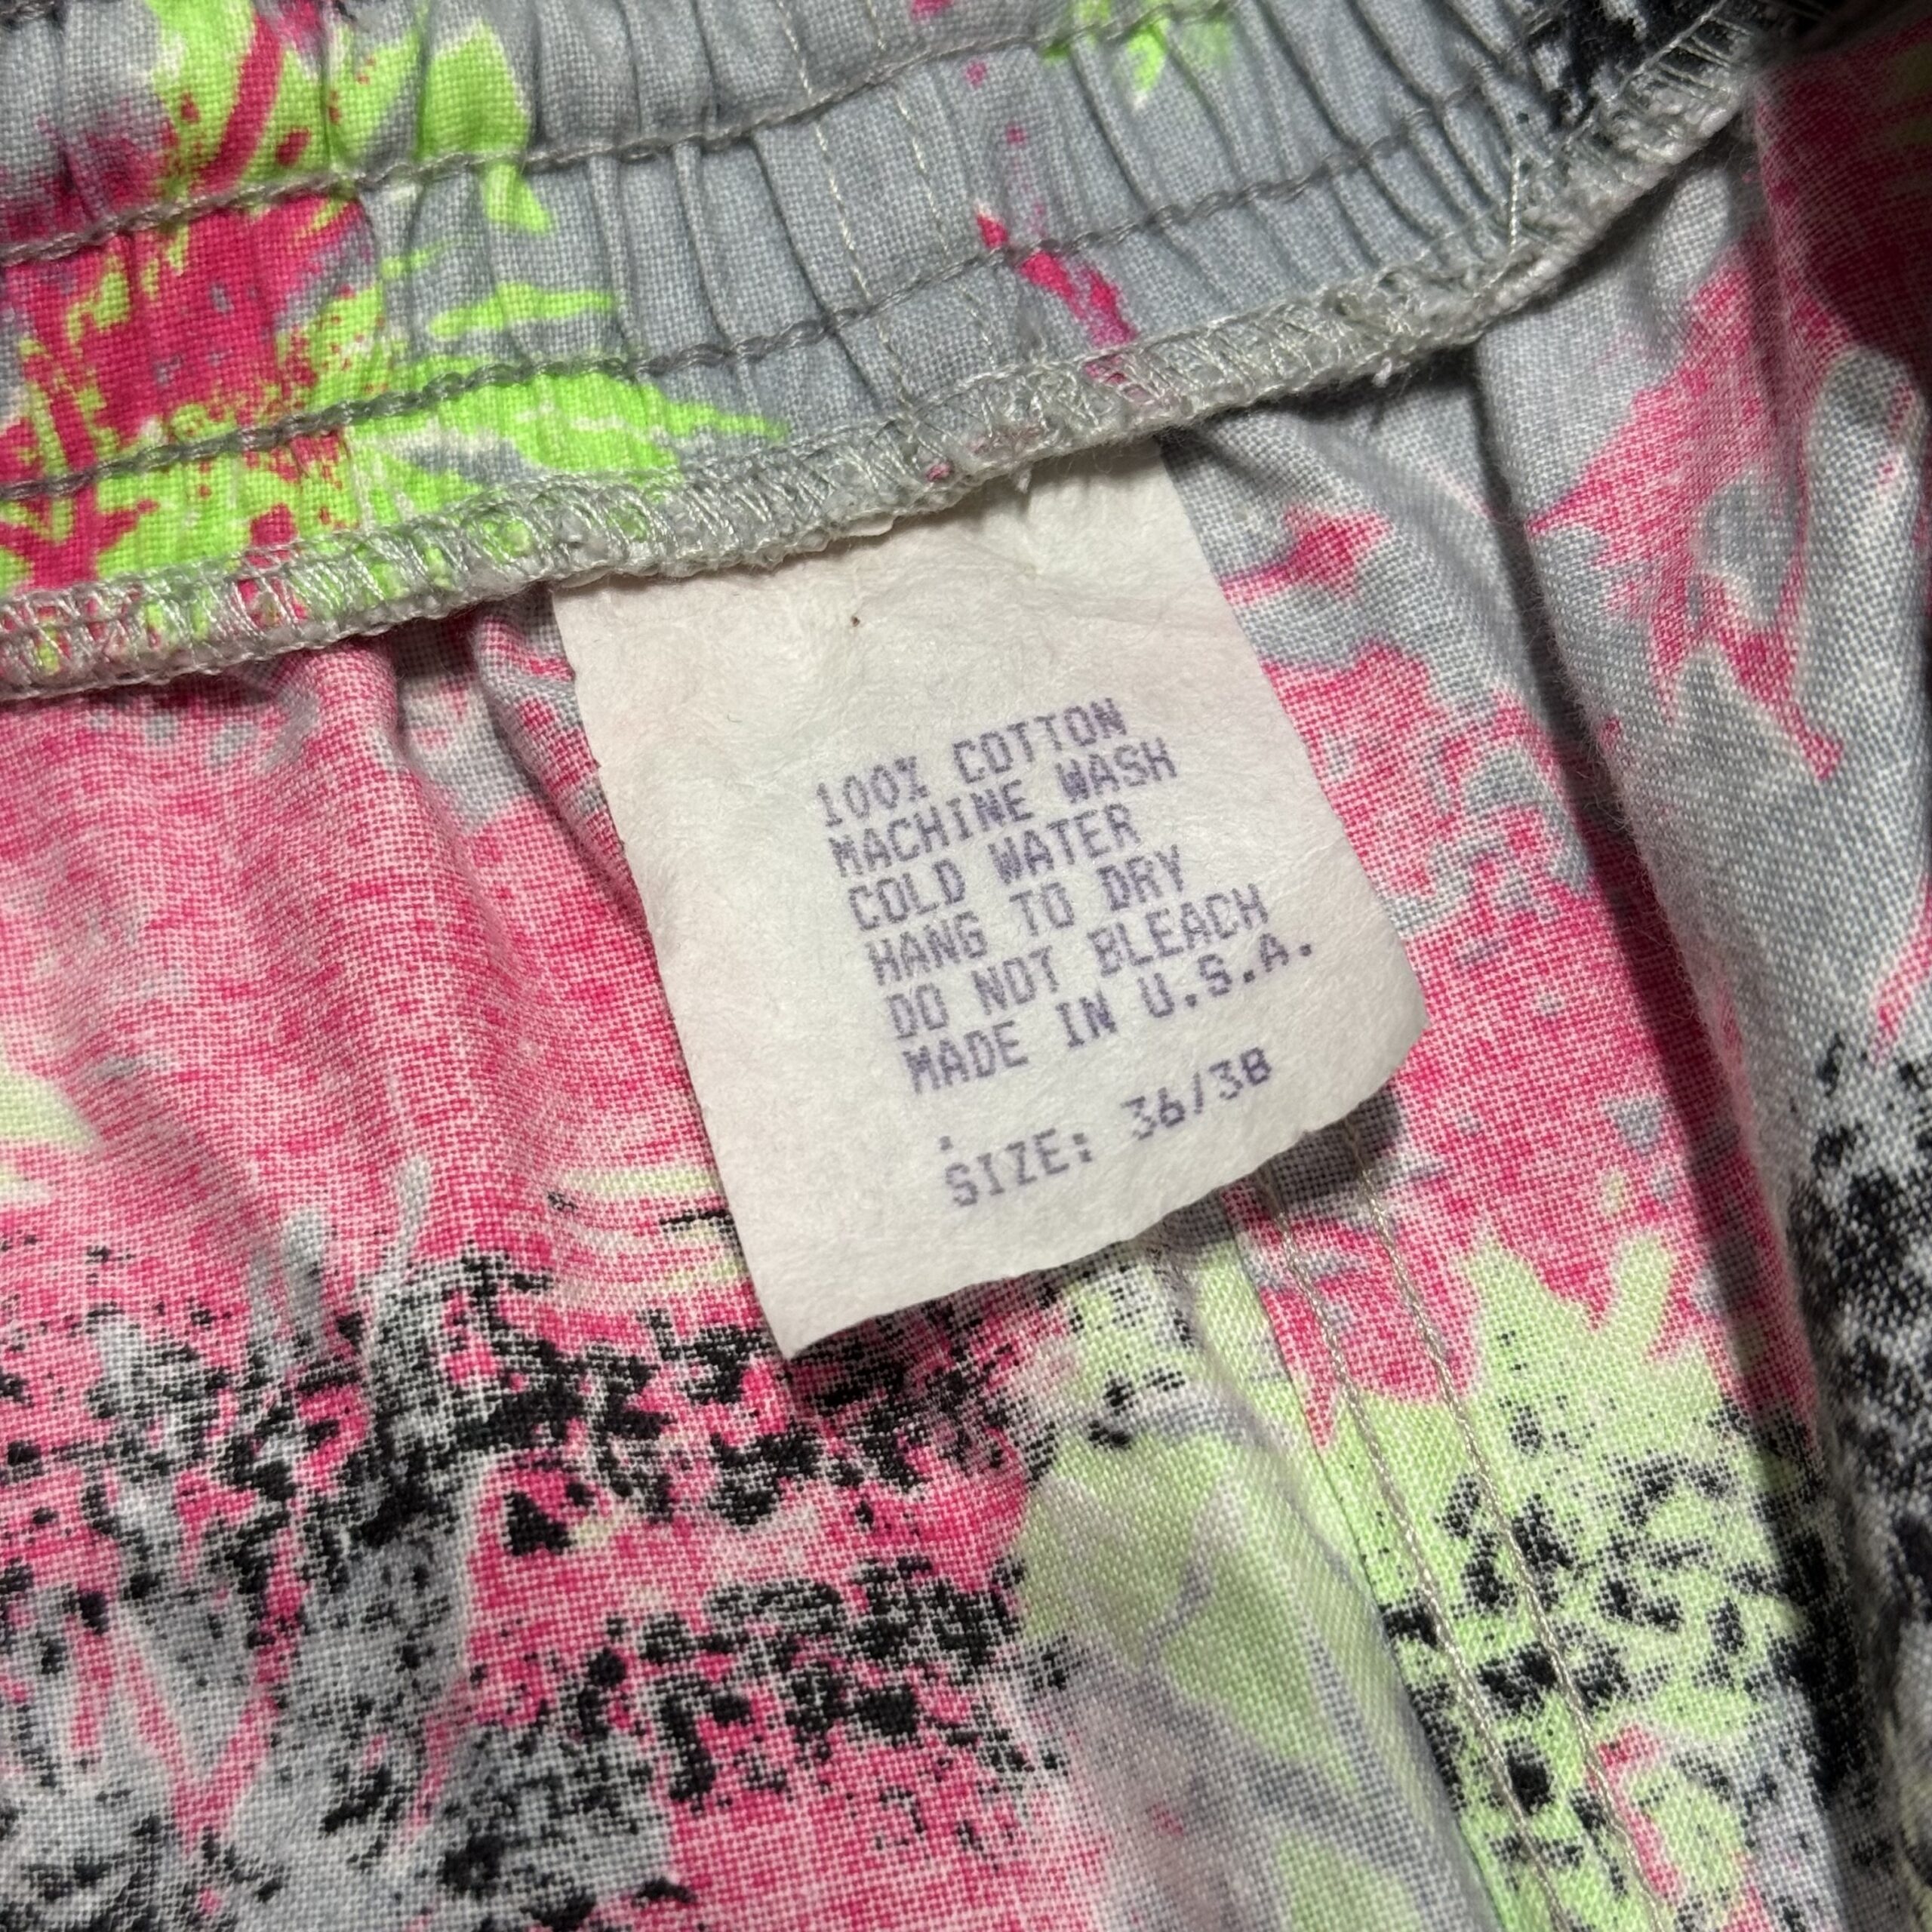 100% COTTON
MACHINE WASH
COLD WATER
HANG TO DRY
DO NOT BLEACH
MADE IN U.S.A.
.
SIZE: 36/38